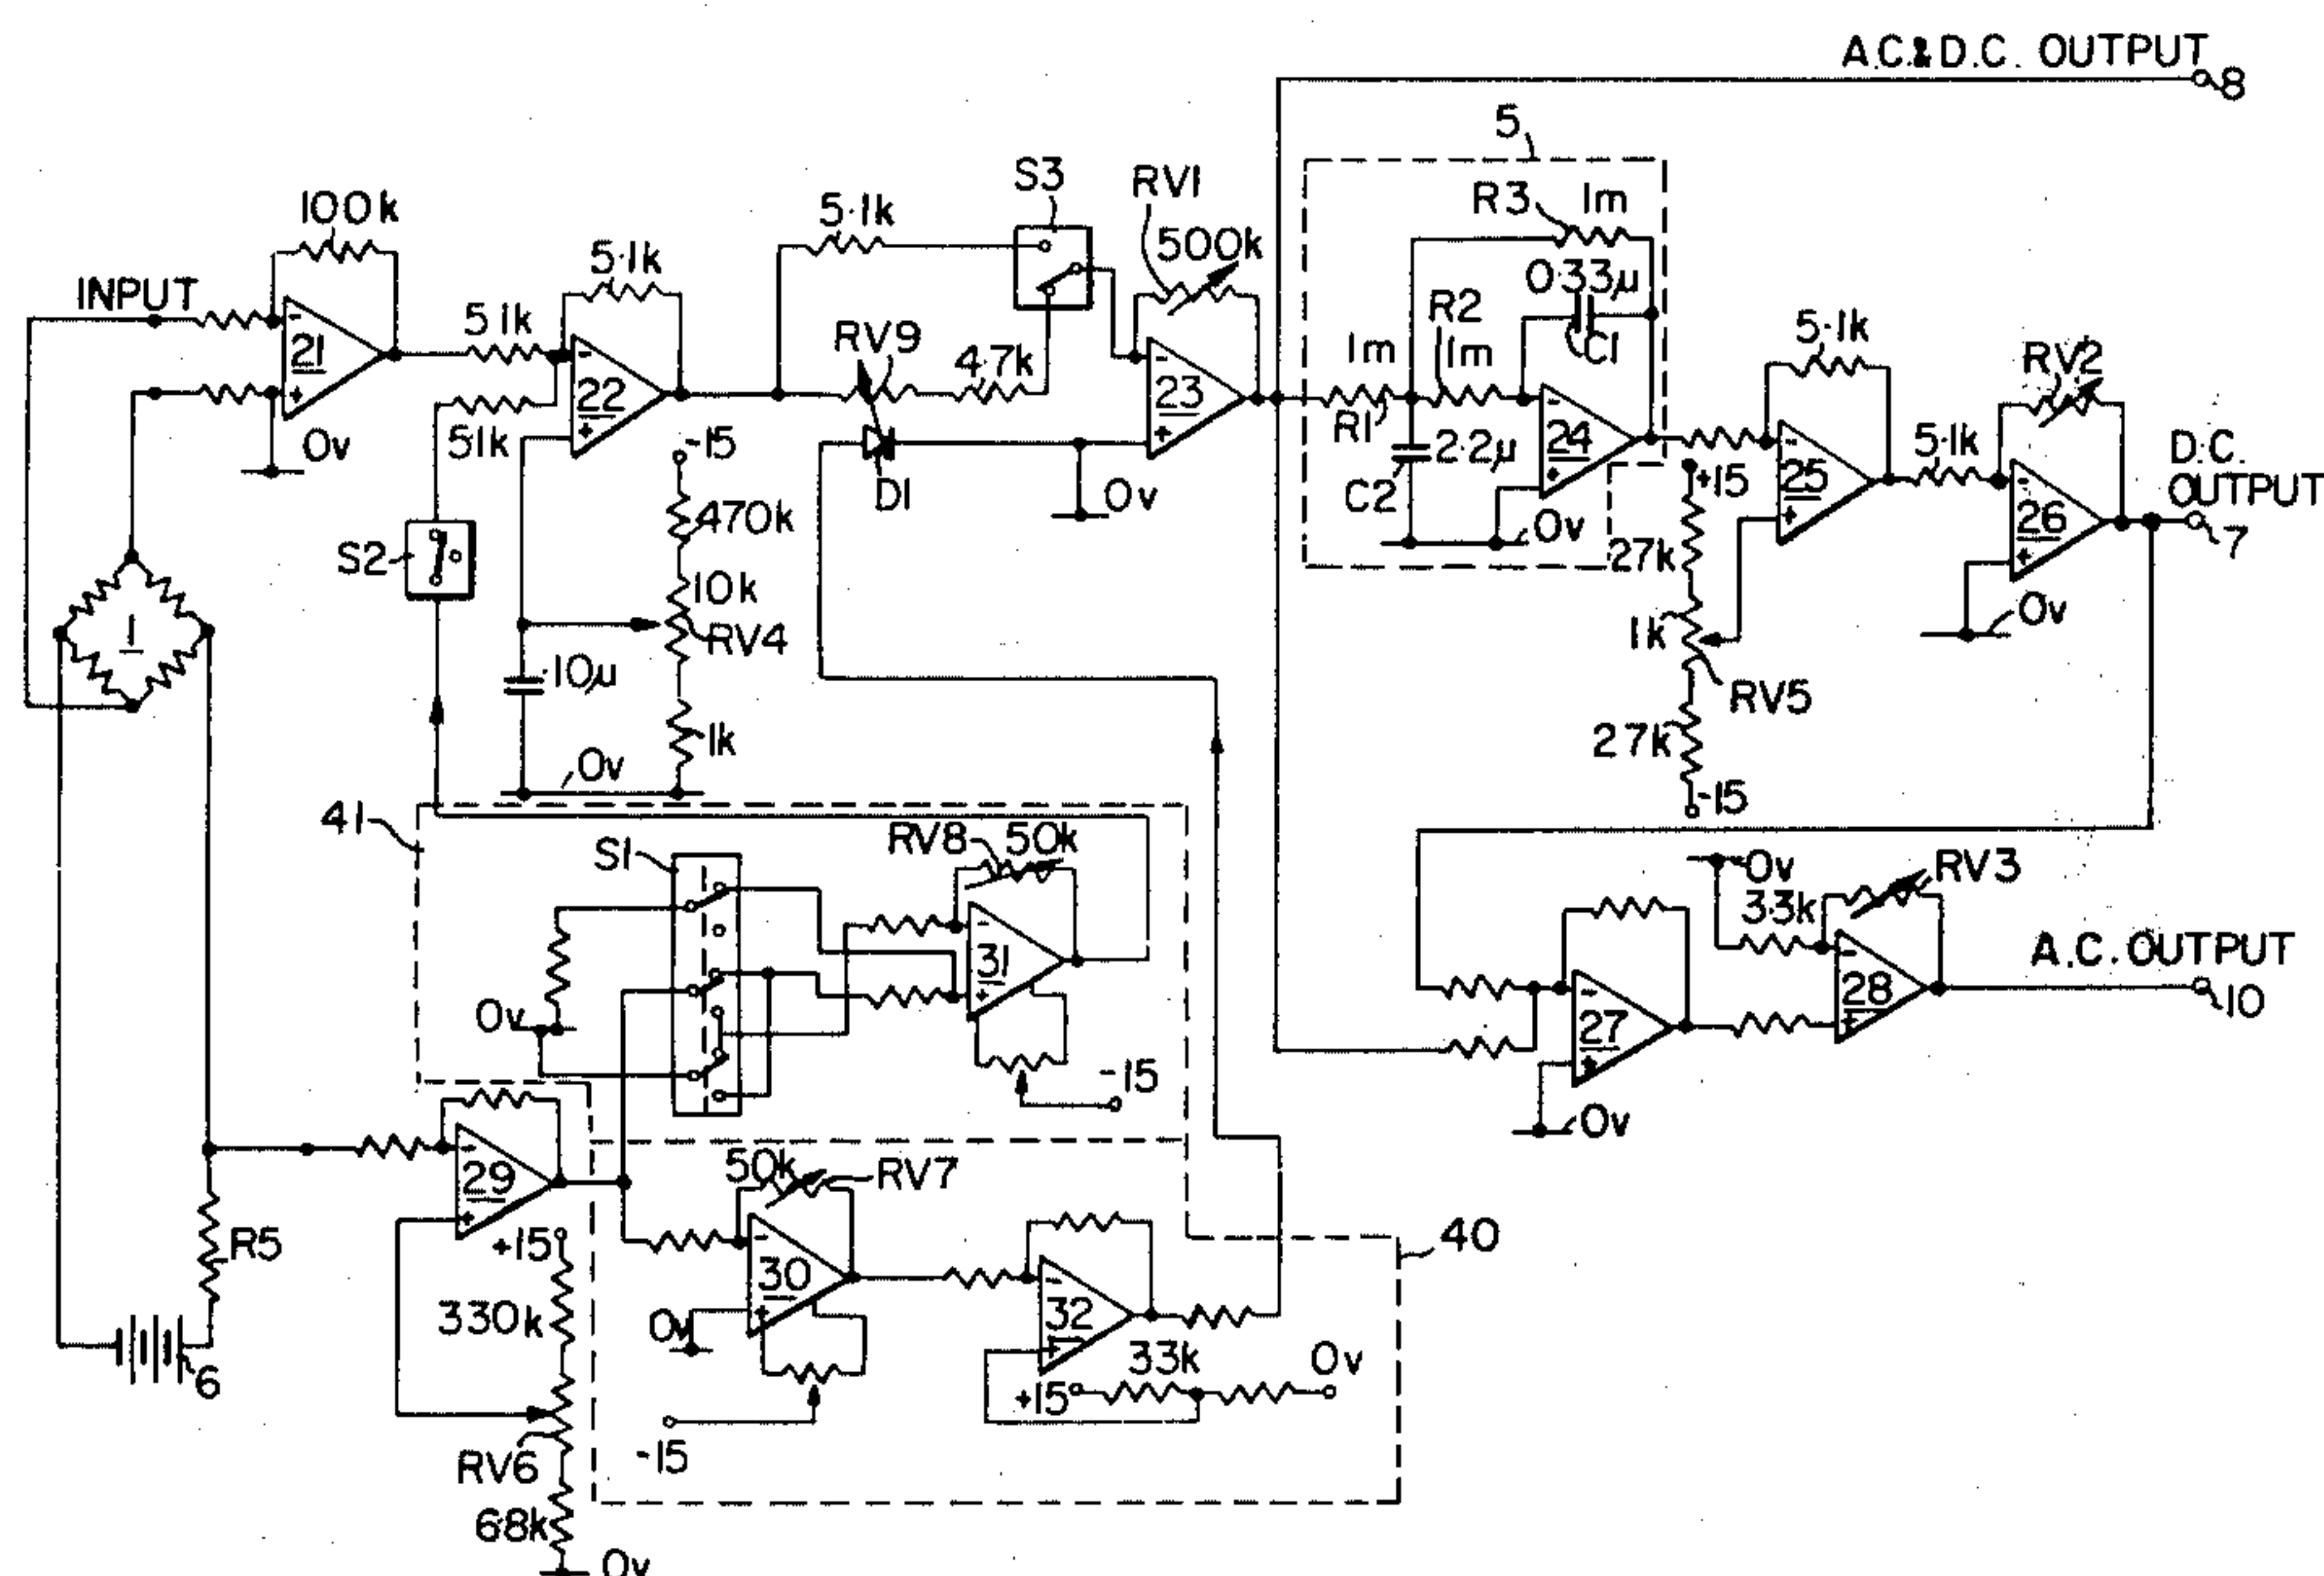 A.C.&D.C. OUTPUT
8
5
S3
RV1
R3 1m
100k
5·1k
500k
5·1k
0·33µ
INPUT
R2
5·1k
5·1k
RV9
1m
1m
C1
RV2
21
4·7k
22
23
R1
5·1k
D.C.
OUTPUT
0v
5·1k
-15
2·2µ
24
+15
25
26
7
D1
0v
C2
0v
470k
S2
27k
10k
0v
1
RV4
1k
10µ
RV5
1k
27k
0v
-15
41
RV8 50k
S1
0v
RV3
3·3k
31
A.C. OUTPUT
0v
28
10
27
-15
0v
29
50k
RV7
R5
+15
40
30
330k
32
0v
33k
0v
6
+15
RV6
-15
68k
0v